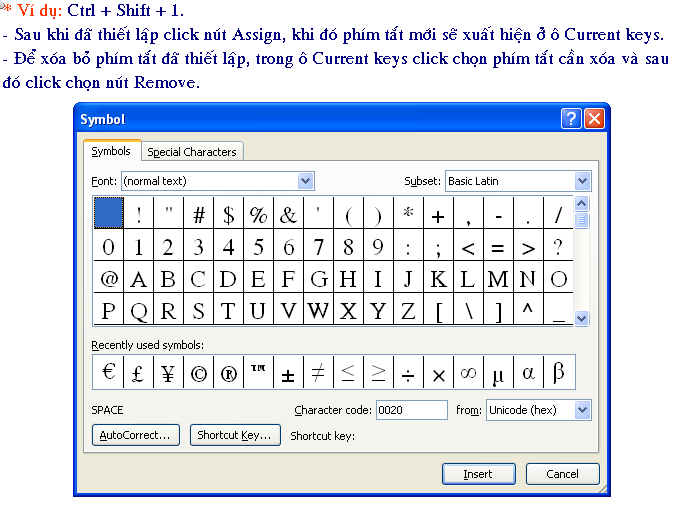 * Ví dụ: Ctrl + Shift + 1.
- Sau khi đã thiết lập click nút Assign, khi đó phím tắt mới sẽ xuất hiện ở ô Current keys.
- Để xóa bỏ phím tắt đã thiết lập, trong ô Current keys click chọn phím tắt cần xóa và sau
đó click chọn nút Remove.
Symbol
Symbols Special Characters
Font: (normal text) Subset: Basic Latin
! " # $ % & ' ( ) * + , - . /
0 1 2 3 4 5 6 7 8 9 : ; < = > ?
@ A B C D E F G H I J K L M N O
P Q R S T U V W X Y Z [ \ ] ^ _
Recently used symbols:
€ £ ¥ © ® ™ ± ≠ ≤ ≥ ÷ × ∞ µ α β
SPACE Character code: 0020 from: Unicode (hex)
AutoCorrect... Shortcut Key... Shortcut key:
Insert Cancel